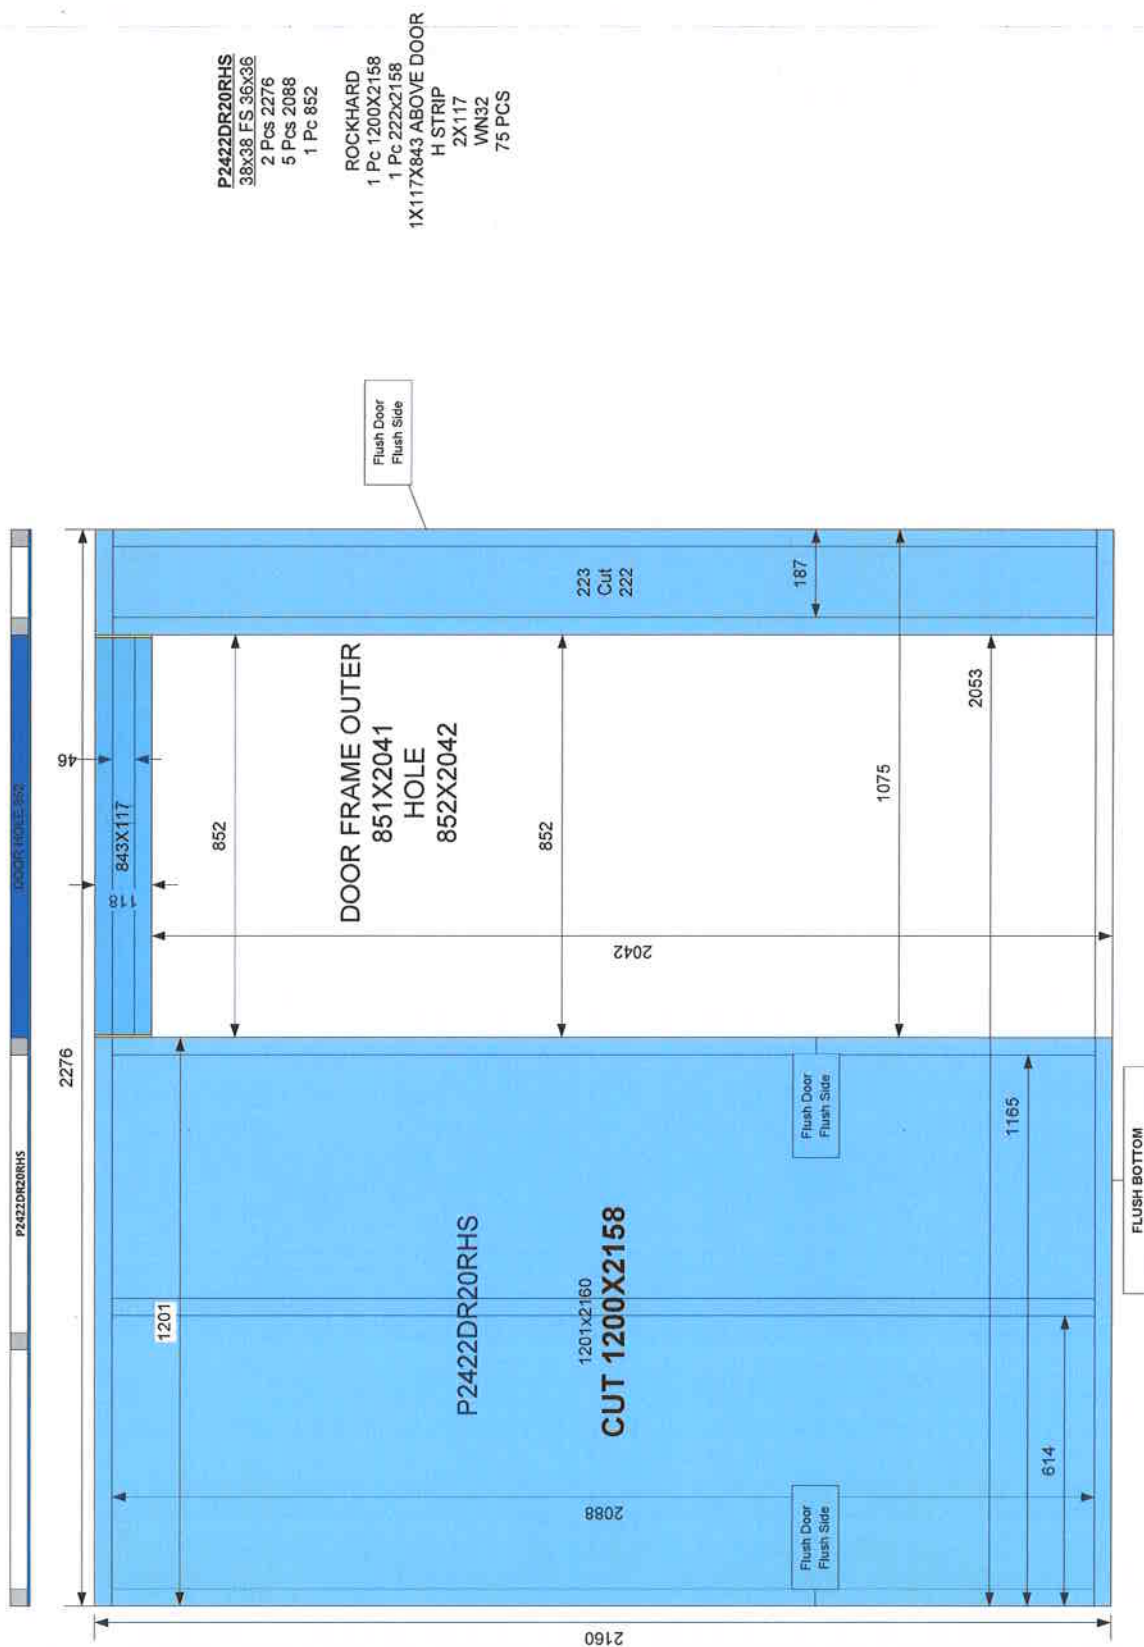 P2422DR20RHS
DOOR HOLE 852
2276
46
843X117
118
1201
852
DOOR FRAME OUTER
851X2041
HOLE
852X2042
852
2042
1075
2053
223
Cut
222
187
Flush Door
Flush Side
P2422DR20RHS
1201x2160
CUT 1200X2158
2088
Flush Door
Flush Side
Flush Door
Flush Side
1165
614
2160
FLUSH BOTTOM
P2422DR20RHS
38x38 FS 36x36
2 Pcs 2276
5 Pcs 2088
1 Pc 852
ROCKHARD
1 Pc 1200X2158
1 Pc 222x2158
1X117X843 ABOVE DOOR
H STRIP
2X117
WN32
75 PCS